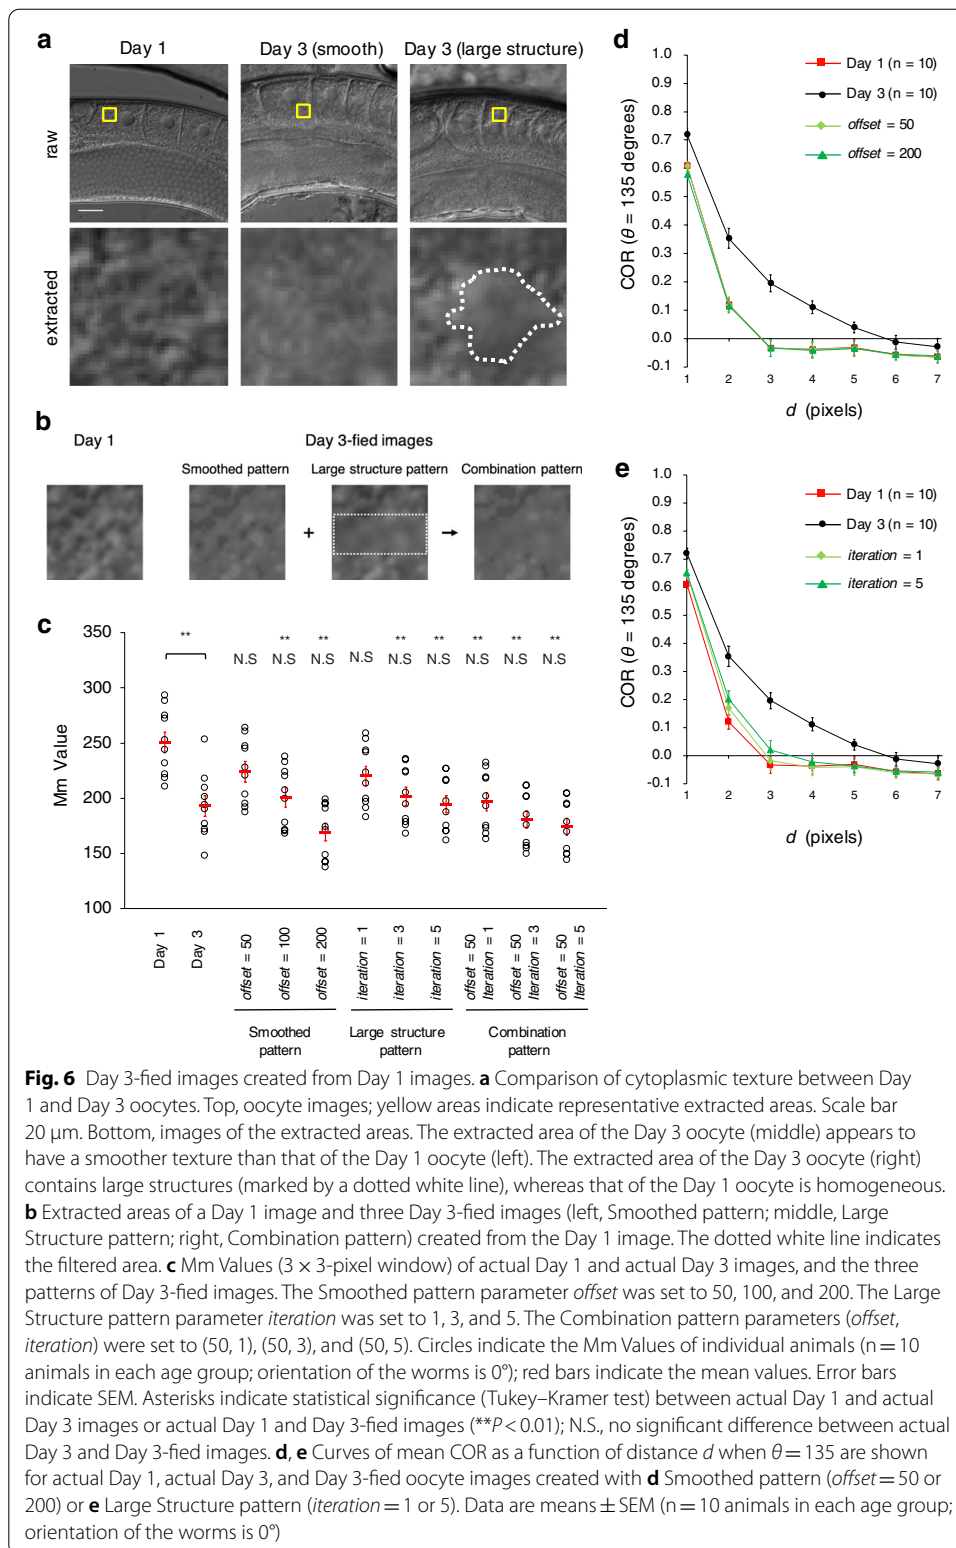 a
Day 1
Day 3 (smooth)
Day 3 (large structure)
raw
extracted
b
Day 1
Day 3-fied images
Smoothed pattern
Large structure pattern
Combination pattern
+
c
Mm Value
350
300
250
200
150
100
**
N.S
**
N.S
**
N.S
N.S
**
N.S
**
N.S
**
N.S
**
N.S
**
N.S
Day 1
Day 3
offset = 50
offset = 100
offset = 200
iteration = 1
iteration = 3
iteration = 5
offset = 50
Iteration = 1
offset = 50
Iteration = 3
offset = 50
Iteration = 5
Smoothed
pattern
Large structure
pattern
Combination
pattern
d
COR (θ = 135 degrees)
1.0
0.9
0.8
0.7
0.6
0.5
0.4
0.3
0.2
0.1
0.0
-0.1
Day 1 (n = 10)
Day 3 (n = 10)
offset = 50
offset = 200
1 2 3 4 5 6 7
d (pixels)
e
COR (θ = 135 degrees)
1.0
0.9
0.8
0.7
0.6
0.5
0.4
0.3
0.2
0.1
0.0
-0.1
Day 1 (n = 10)
Day 3 (n = 10)
iteration = 1
iteration = 5
1 2 3 4 5 6 7
d (pixels)
Fig. 6 Day 3-fied images created from Day 1 images. a Comparison of cytoplasmic texture between Day
1 and Day 3 oocytes. Top, oocyte images; yellow areas indicate representative extracted areas. Scale bar
20 μm. Bottom, images of the extracted areas. The extracted area of the Day 3 oocyte (middle) appears to
have a smoother texture than that of the Day 1 oocyte (left). The extracted area of the Day 3 oocyte (right)
contains large structures (marked by a dotted white line), whereas that of the Day 1 oocyte is homogeneous.
b Extracted areas of a Day 1 image and three Day 3-fied images (left, Smoothed pattern; middle, Large
Structure pattern; right, Combination pattern) created from the Day 1 image. The dotted white line indicates
the filtered area. c Mm Values (3 × 3-pixel window) of actual Day 1 and actual Day 3 images, and the three
patterns of Day 3-fied images. The Smoothed pattern parameter offset was set to 50, 100, and 200. The Large
Structure pattern parameter iteration was set to 1, 3, and 5. The Combination pattern parameters (offset,
iteration) were set to (50, 1), (50, 3), and (50, 5). Circles indicate the Mm Values of individual animals (n = 10
animals in each age group; orientation of the worms is 0°); red bars indicate the mean values. Error bars
indicate SEM. Asterisks indicate statistical significance (Tukey–Kramer test) between actual Day 1 and actual
Day 3 images or actual Day 1 and Day 3-fied images (**P < 0.01); N.S., no significant difference between actual
Day 3 and Day 3-fied images. d, e Curves of mean COR as a function of distance d when θ = 135 are shown
for actual Day 1, actual Day 3, and Day 3-fied oocyte images created with d Smoothed pattern (offset = 50 or
200) or e Large Structure pattern (iteration = 1 or 5). Data are means ± SEM (n = 10 animals in each age group;
orientation of the worms is 0°)